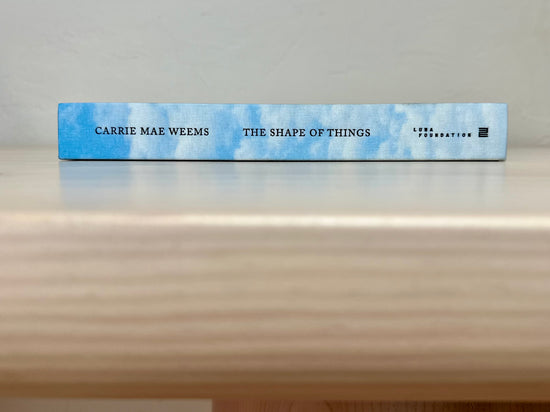 CARRIE MAE WEEMS THE SHAPE OF THINGS
LUMA
FOUNDATION